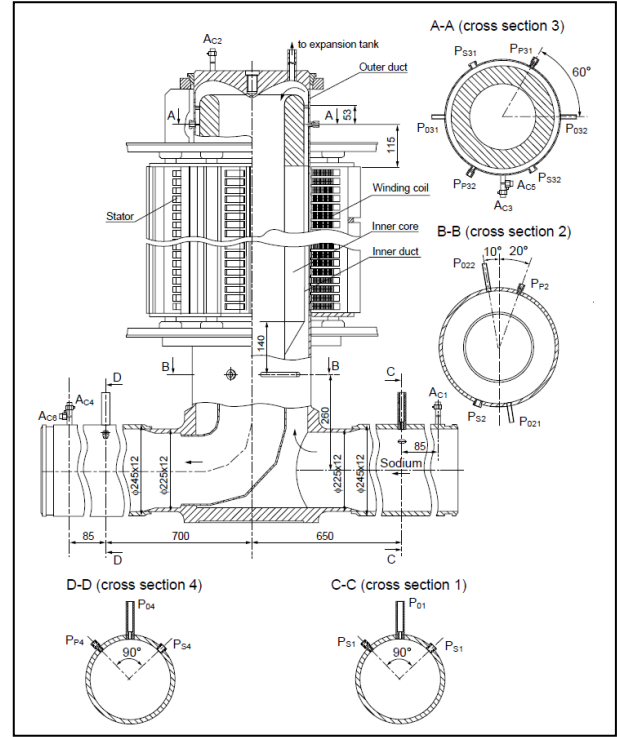 A-A (cross section 3)
AC2
to expansion tank
Outer duct
PS31
PP31
60°
A
A
53
P031
P032
115
PP32
PS32
AC5
AC3
Winding coil
Stator
B-B (cross section 2)
10°
20°
Inner core
P022
Inner duct
PP2
140
B
B
D
C
AC4
AC6
AC1
260
PS2
P021
85
Sodium
ϕ245x12
ϕ225x12
ϕ225x12
ϕ245x12
85
700
650
D
C
D-D (cross section 4)
C-C (cross section 1)
P04
P01
PP4
PS4
PS1
PS1
90°
90°